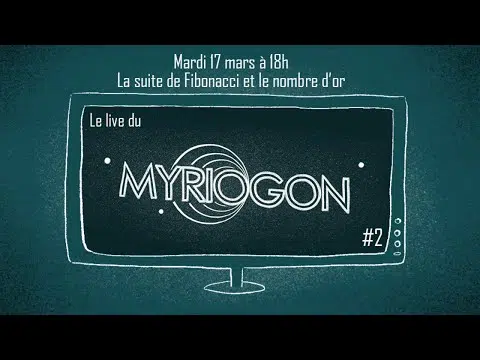 Mardi 17 mars à 18h
La suite de Fibonacci et le nombre d'or
Le live du
MYRIOGON
#2